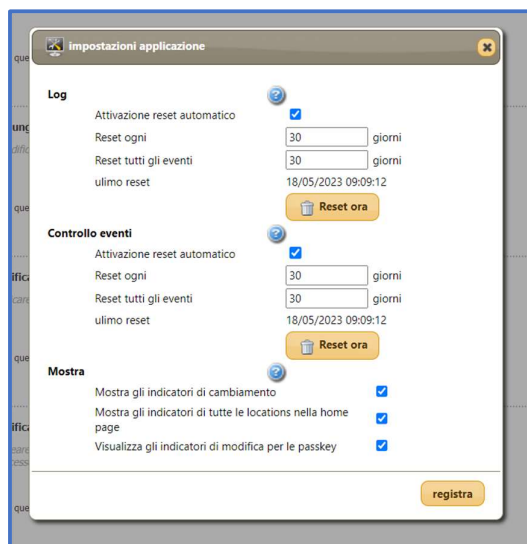 impostazioni applicazione
que
Log
Attivazione reset automatico
Reset ogni 30 giorni
Reset tutti gli eventi 30 giorni
ulimo reset 18/05/2023 09:09:12
Reset ora
que
Controllo eventi
Attivazione reset automatico
Reset ogni 30 giorni
Reset tutti gli eventi 30 giorni
ulimo reset 18/05/2023 09:09:12
Reset ora
que
Mostra
Mostra gli indicatori di cambiamento
Mostra gli indicatori di tutte le locations nella home
page
Visualizza gli indicatori di modifica per le passkey
registra
que